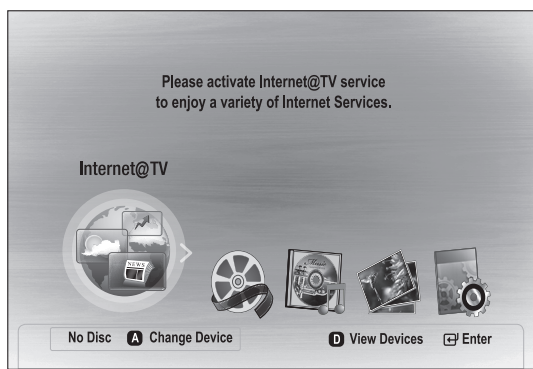 Please activate Internet@TV service
to enjoy a variety of Internet Services.
Internet@TV
NEWS
No Disc A Change Device D View Devices Enter